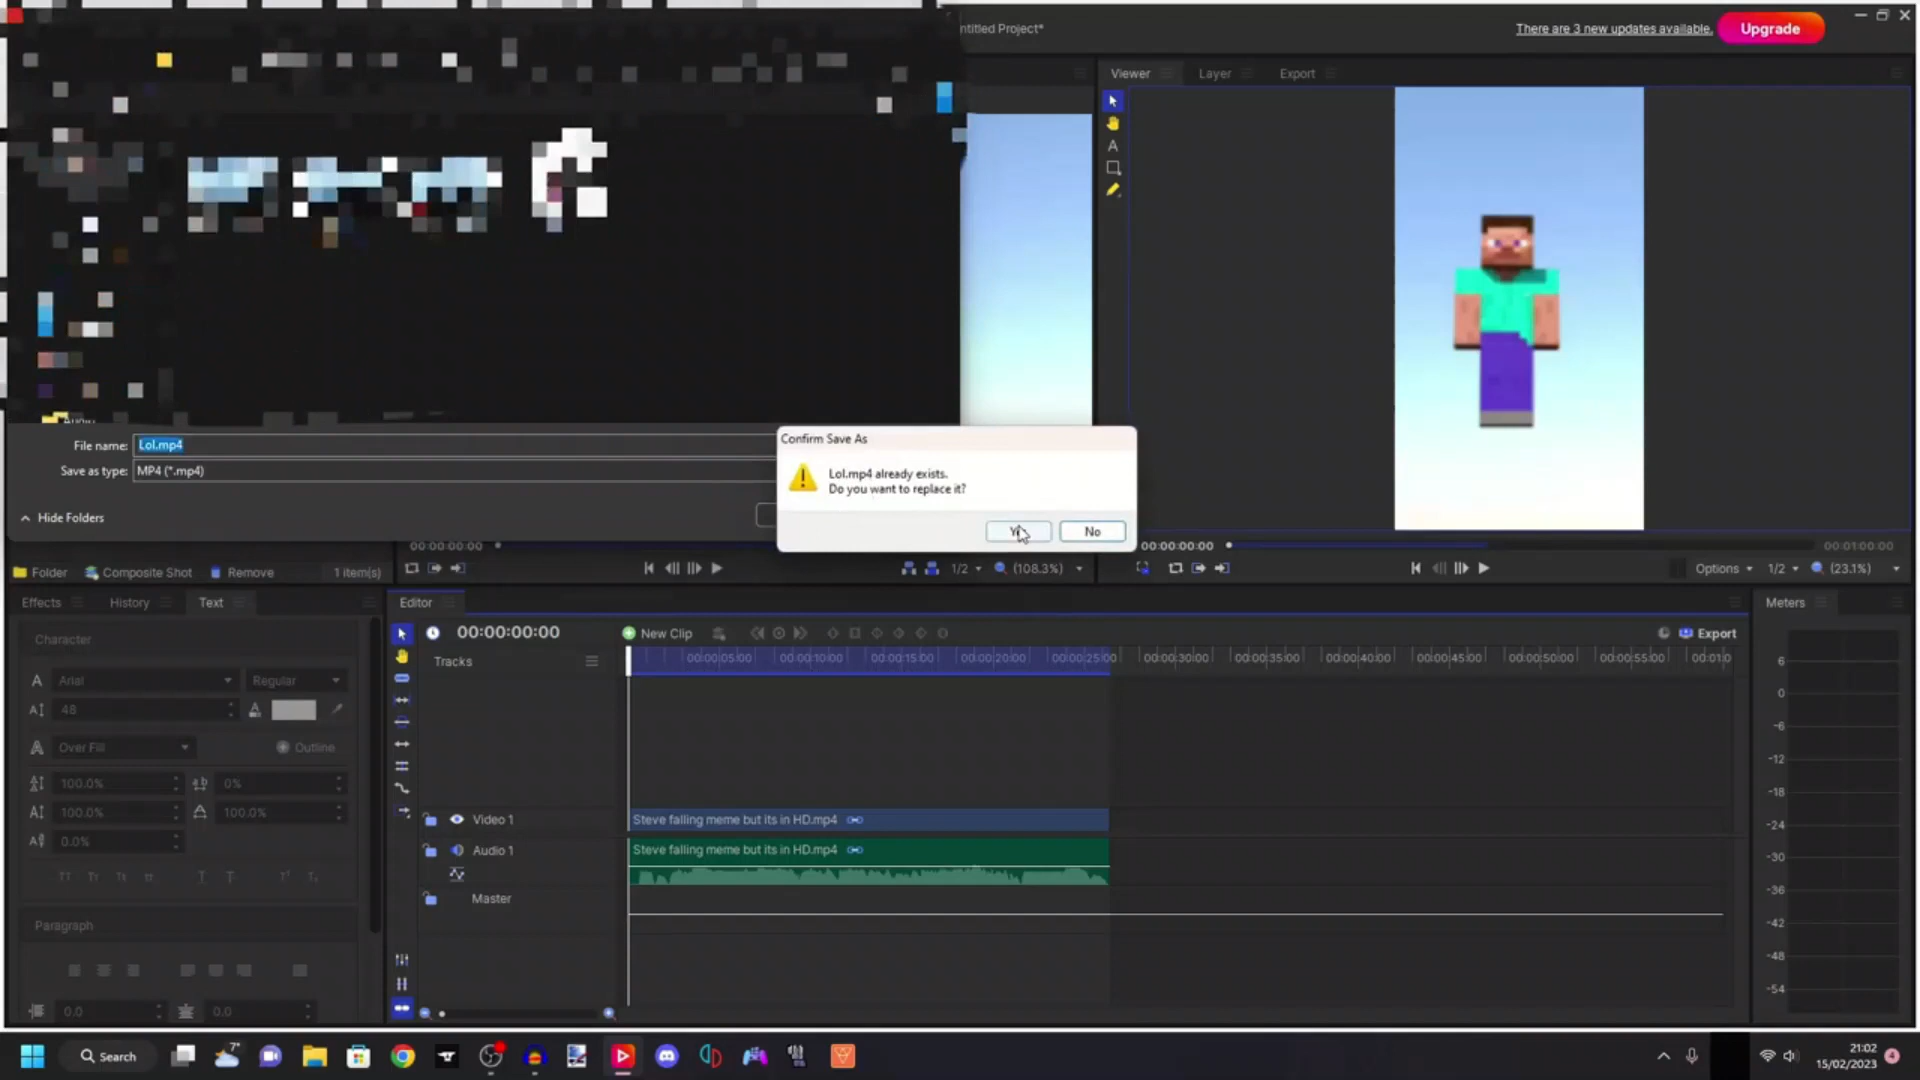 ntitled Project*
There are 3 new updates available.
Upgrade
Viewer
Layer
Export
File name:
Lol.mp4
Save as type:
MP4 (*.mp4)
Hide Folders
Confirm Save As
Lol.mp4 already exists.
Do you want to replace it?
No
00:00:00:00
00:00:00:00
00:01:00:00
Folder
Composite Shot
Remove
1 item(s)
1/2
(108.3%)
Options
1/2
(23.1%)
Effects
History
Text
Editor
Meters
Character
00:00:00:00
New Clip
Export
Tracks
00:00:05:00
00:00:10:00
00:00:15:00
00:00:20:00
00:00:25:00
00:00:30:00
00:00:35:00
00:00:40:00
00:00:45:00
00:00:50:00
00:00:55:00
00:01:0
Arial
Regular
48
Over Fill
Outline
100.0%
0%
100.0%
100.0%
0.0%
Video 1
Steve falling meme but its in HD.mp4
Audio 1
Steve falling meme but its in HD.mp4
Master
Paragraph
0.0
0.0
6
0
-6
-12
-18
-24
-30
-36
-42
-48
-54
Search
7°
21:02
15/02/2023
4